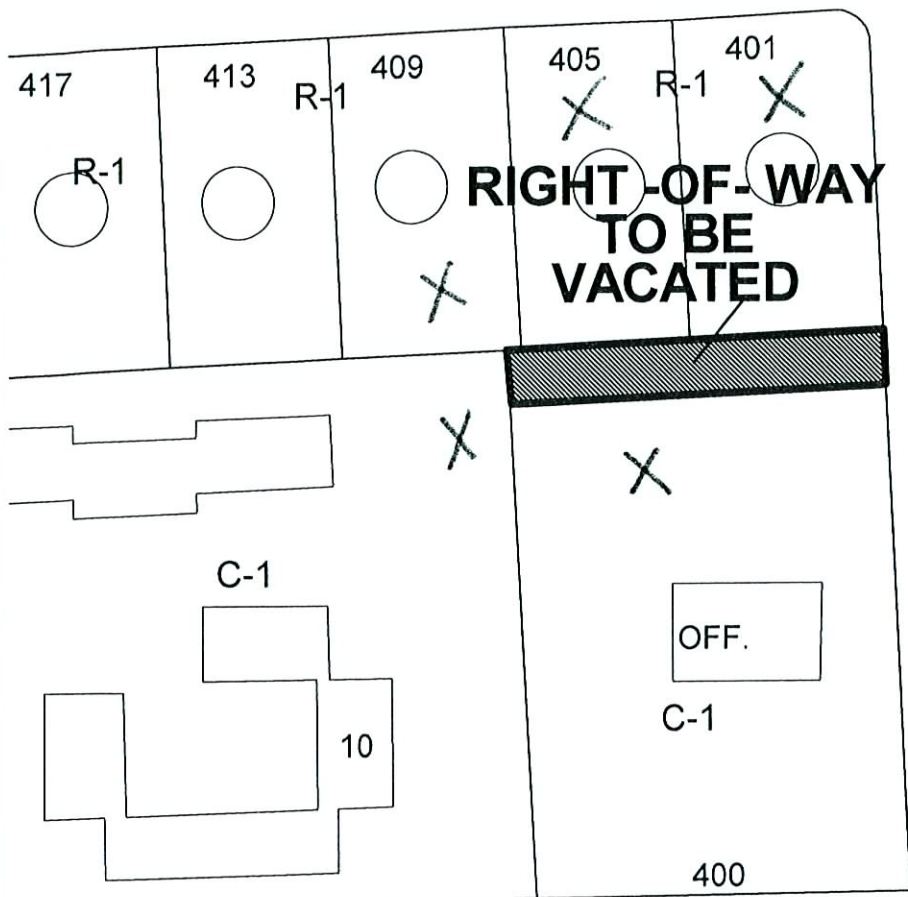 417
413
R-1
409
405
R-1
401
R-1
RIGHT -OF- WAY
TO BE
VACATED
C-1
OFF.
C-1
10
400